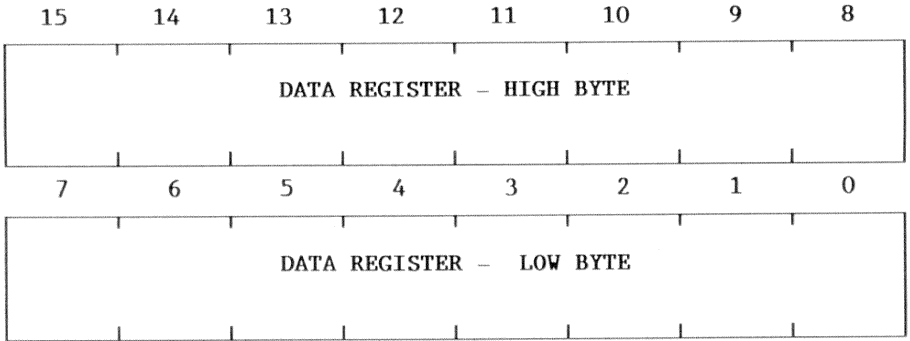 15 14 13 12 11 10 9 8
DATA REGISTER – HIGH BYTE
7 6 5 4 3 2 1 0
DATA REGISTER – LOW BYTE